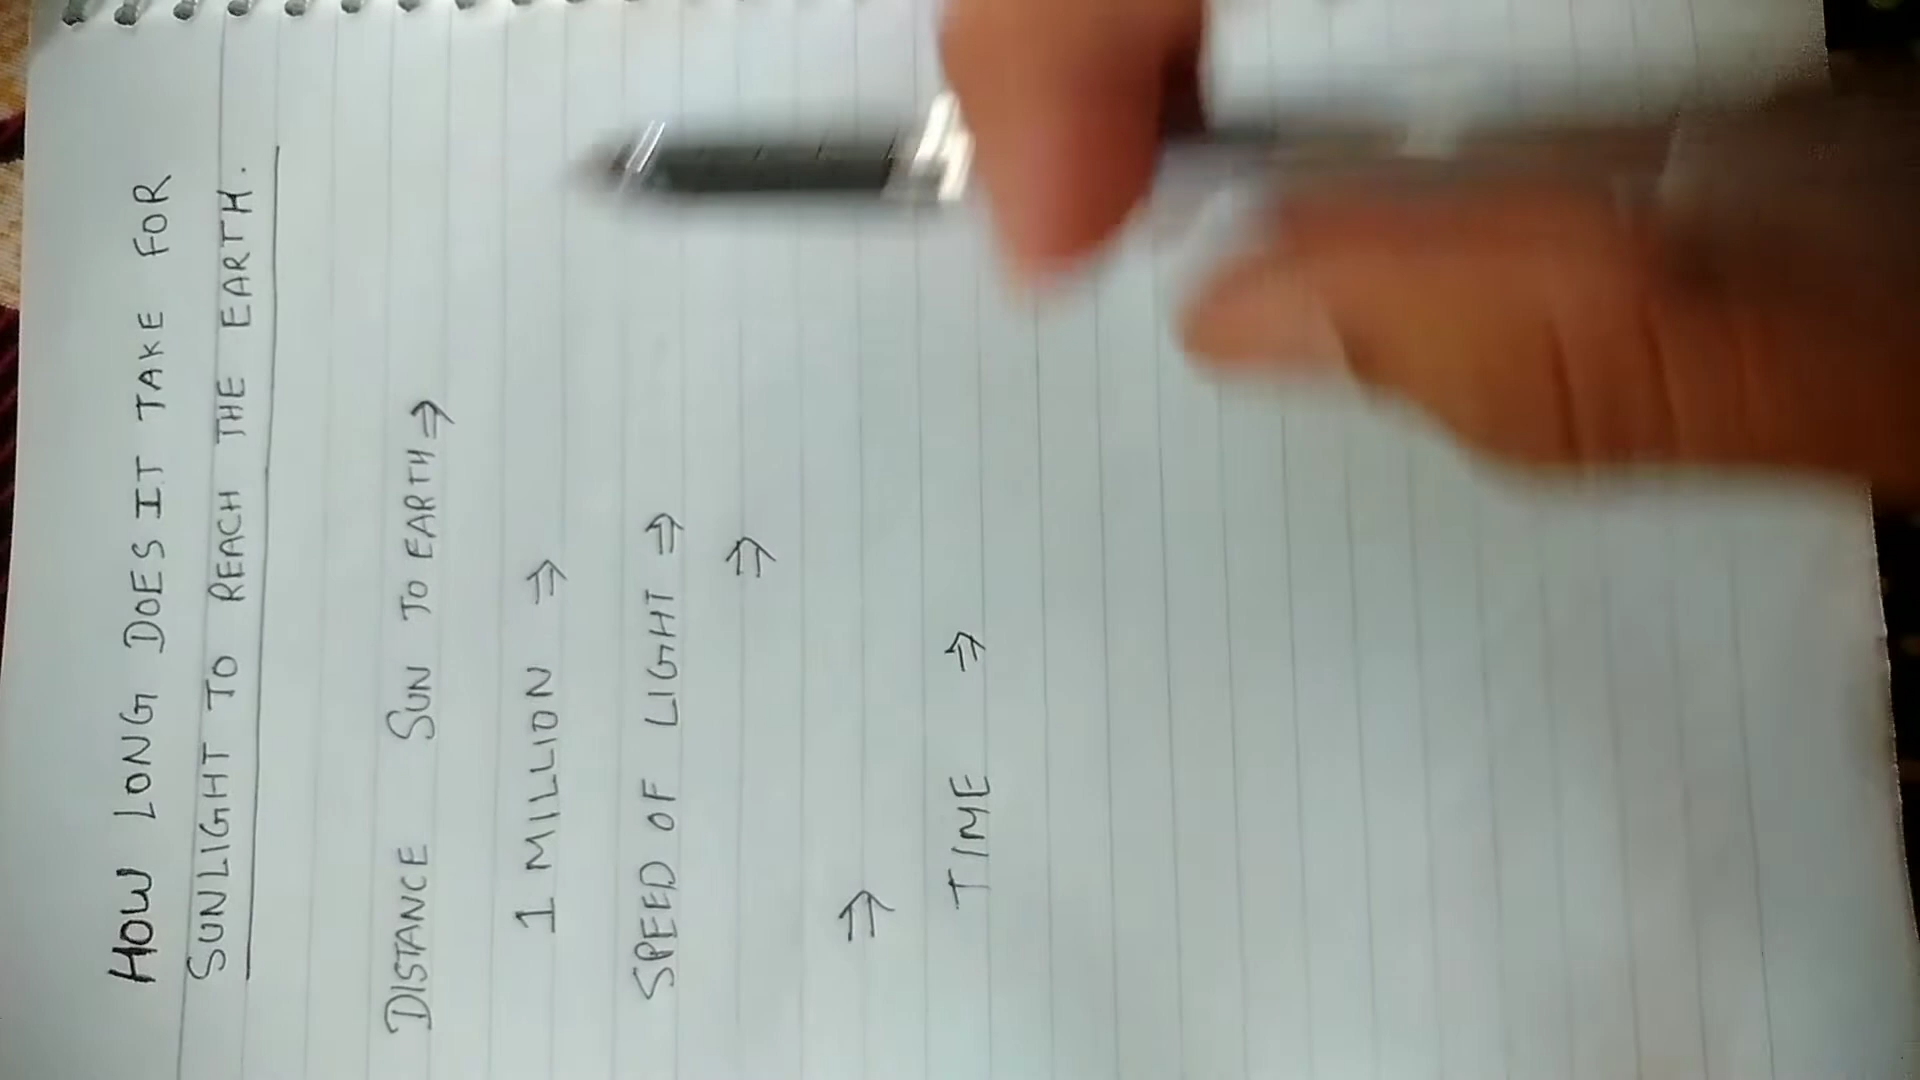 HOW LONG DOES IT TAKE FOR
SUNLIGHT TO REACH THE EARTH.
DISTANCE SUN TO EARTH ⇒
1 MILLION ⇒
SPEED OF LIGHT ⇒
⇒
⇒
TIME ⇒